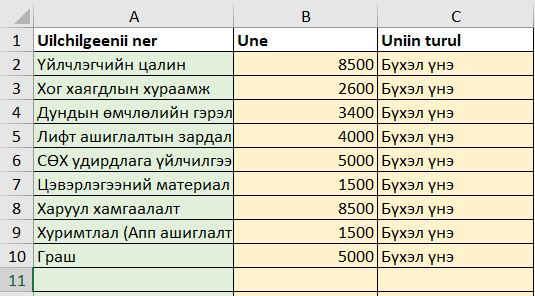 A B C
1 Uilchilgeenii ner Une Uniin turul
2 Үйлчлэгчийн цалин 8500 Бүхэл үнэ
3 Хог хаягдлын хураамж 2600 Бүхэл үнэ
4 Дундын өмчлөлийн гэрэл 3400 Бүхэл үнэ
5 Лифт ашиглалтын зардал 4000 Бүхэл үнэ
6 СӨХ удирдлага үйлчилгээ 5000 Бүхэл үнэ
7 Цэвэрлэгээний материал 1500 Бүхэл үнэ
8 Харуул хамгаалалт 8500 Бүхэл үнэ
9 Хуримтлал (Апп ашиглалт 1500 Бүхэл үнэ
10 Граш 5000 Бүхэл үнэ
11